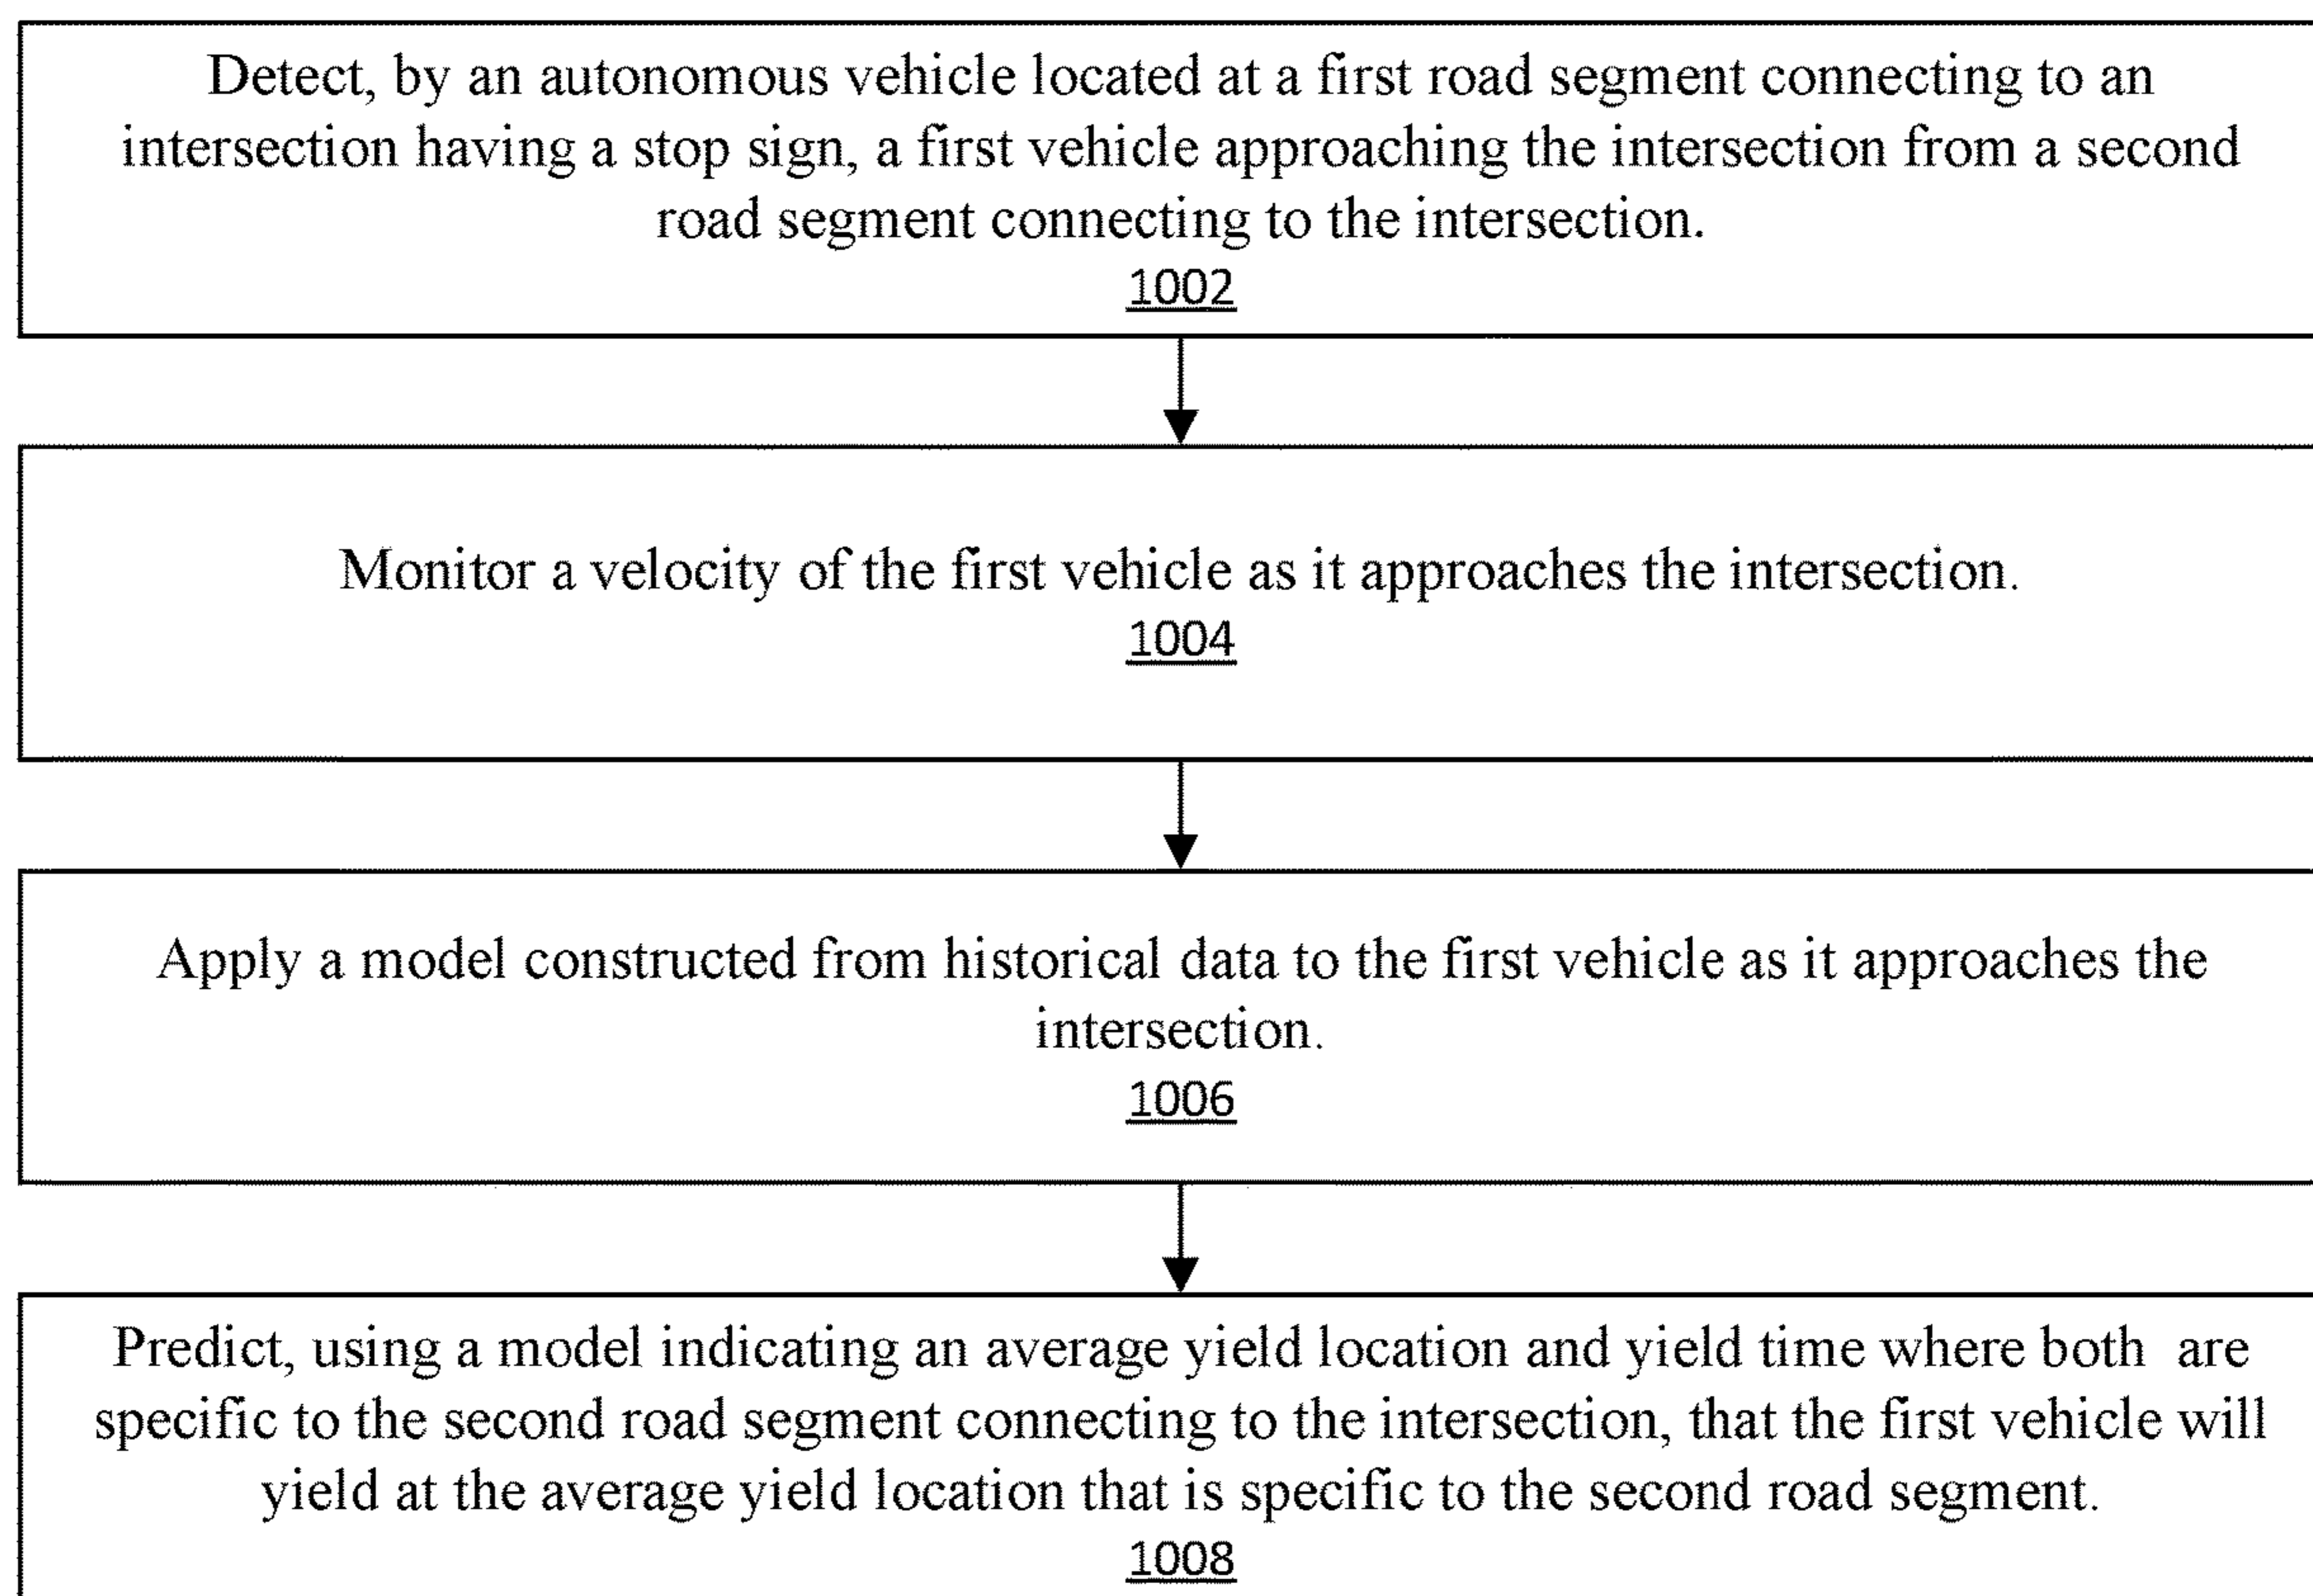 Detect, by an autonomous vehicle located at a first road segment connecting to an
intersection having a stop sign, a first vehicle approaching the intersection from a second
road segment connecting to the intersection.
1002
Monitor a velocity of the first vehicle as it approaches the intersection.
1004
Apply a model constructed from historical data to the first vehicle as it approaches the
intersection.
1006
Predict, using a model indicating an average yield location and yield time where both are
specific to the second road segment connecting to the intersection, that the first vehicle will
yield at the average yield location that is specific to the second road segment.
1008